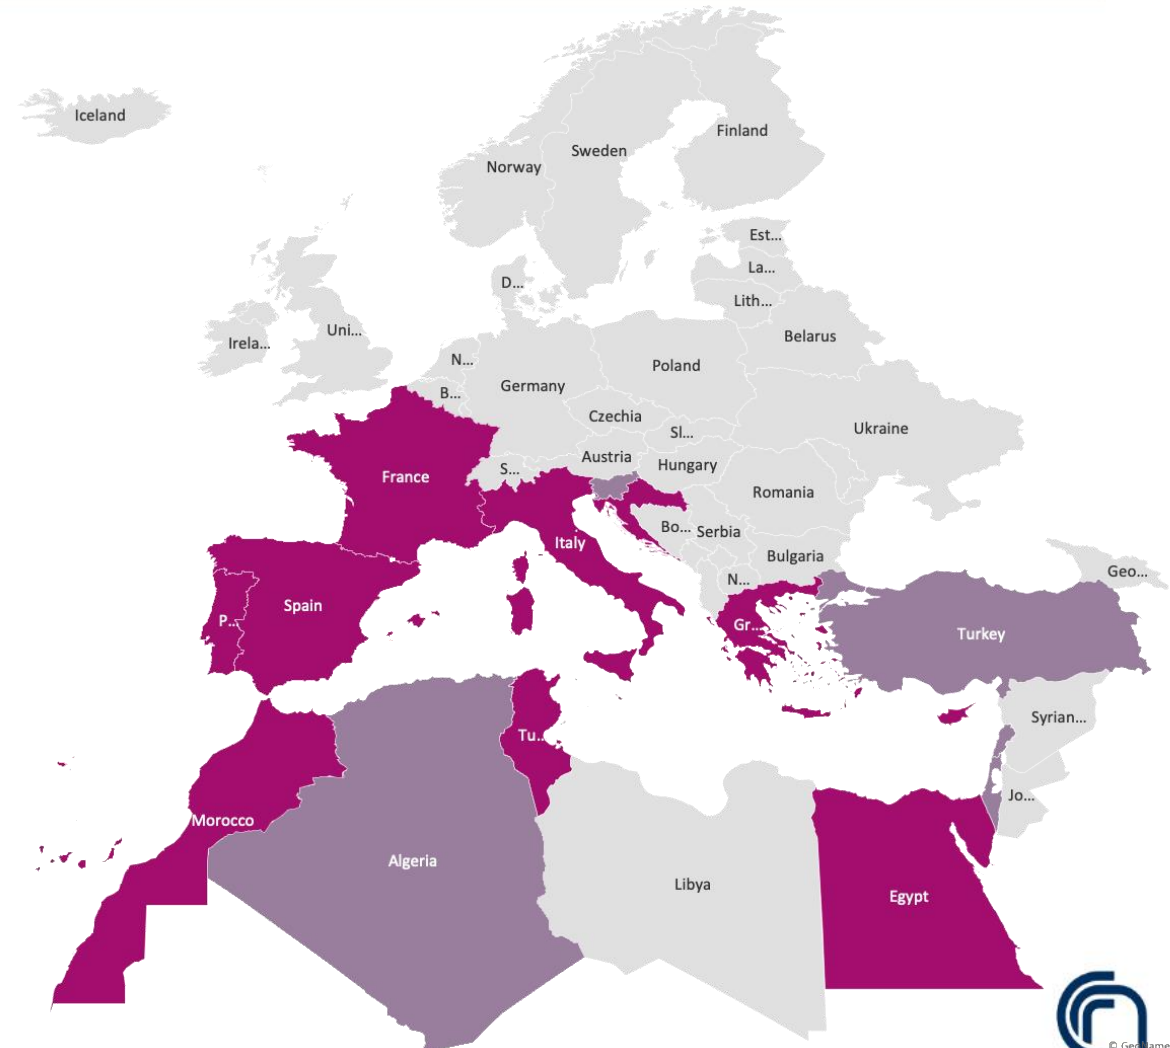 Iceland
Finland
Sweden
Norway
Est...
La...
D...
Lith...
Uni...
Belarus
Irela...
N...
Poland
Germany
B...
Czechia
Ukraine
Sl...
Austria
Hungary
S...
France
Romania
Bo...
Serbia
Italy
Bulgaria
Geo...
N...
Spain
P...
Gr...
Turkey
Syrian...
Tu...
Jo...
Morocco
Algeria
Libya
Egypt